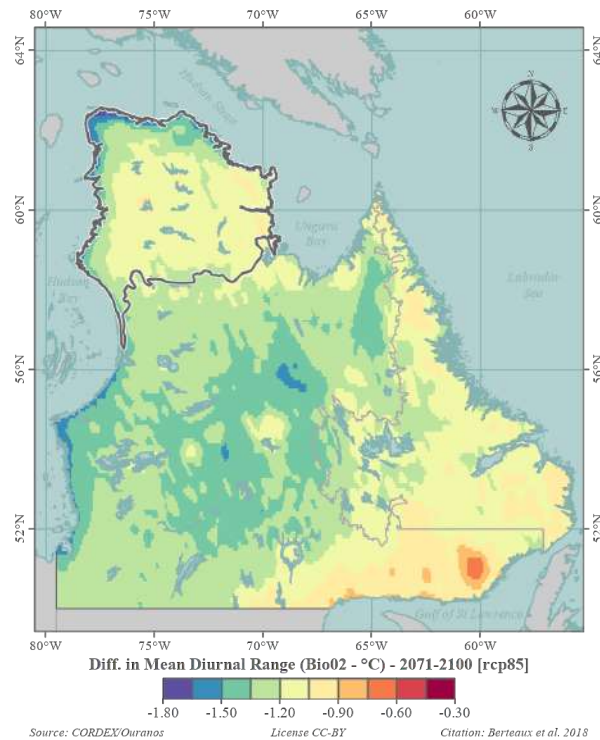 80°W 75°W 70°W 65°W 60°W
64°N 64°N
Hudson Strait
N
W E
S
60°N 60°N
Ungava
Bay
Hudson
Bay
Labrador
Sea
56°N 56°N
52°N 52°N
Gulf of St Lawrence
80°W 75°W 70°W 65°W 60°W
Diff. in Mean Diurnal Range (Bio02 - °C) - 2071-2100 [rcp85]
-1.80 -1.50 -1.20 -0.90 -0.60 -0.30
Source: CORDEX/Ouranos License CC-BY Citation: Berteaux et al. 2018